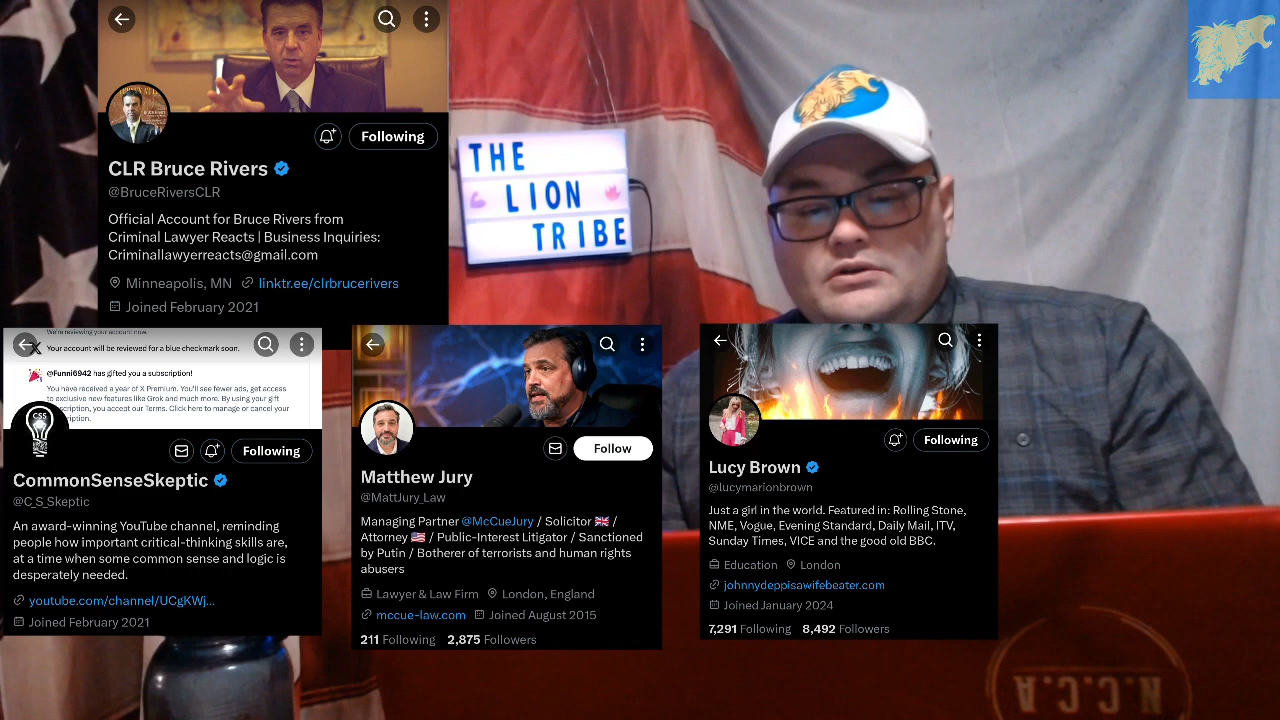 Following
CLR Bruce Rivers
@BruceRiversCLR
Official Account for Bruce Rivers from
Criminal Lawyer Reacts | Business Inquiries:
Criminallawyerreacts@gmail.com
Minneapolis, MN linktr.ee/clrbrucerivers
Joined February 2021
THE
LION
TRIBE
We're reviewing your account now.
Your account will be reviewed for a blue checkmark soon.
@Funni6942 has gifted you a subscription!
You have received a year of X Premium. You'll see fewer ads, get access
to exclusive new features like Grok and much more. By using your gift
scription, you accept our Terms. Click here to manage or cancel your
cription.
CSS
Following
CommonSenseSkeptic
@C_S_Skeptic
An award-winning YouTube channel, reminding
people how important critical-thinking skills are,
at a time when some common sense and logic is
desperately needed.
youtube.com/channel/UCgKWj...
Joined February 2021
Follow
Matthew Jury
@MattJury_Law
Managing Partner @McCueJury / Solicitor 🇬🇧 /
Attorney 🇺🇸 / Public-Interest Litigator / Sanctioned
by Putin / Botherer of terrorists and human rights
abusers
Lawyer & Law Firm London, England
mccue-law.com Joined August 2015
211 Following 2,875 Followers
Following
Lucy Brown
@lucymarionbrown
Just a girl in the world. Featured in: Rolling Stone,
NME, Vogue, Evening Standard, Daily Mail, ITV,
Sunday Times, VICE and the good old BBC.
Education London
johnnydeppisawifebeater.com
Joined January 2024
7,291 Following 8,492 Followers
N.C.C.A